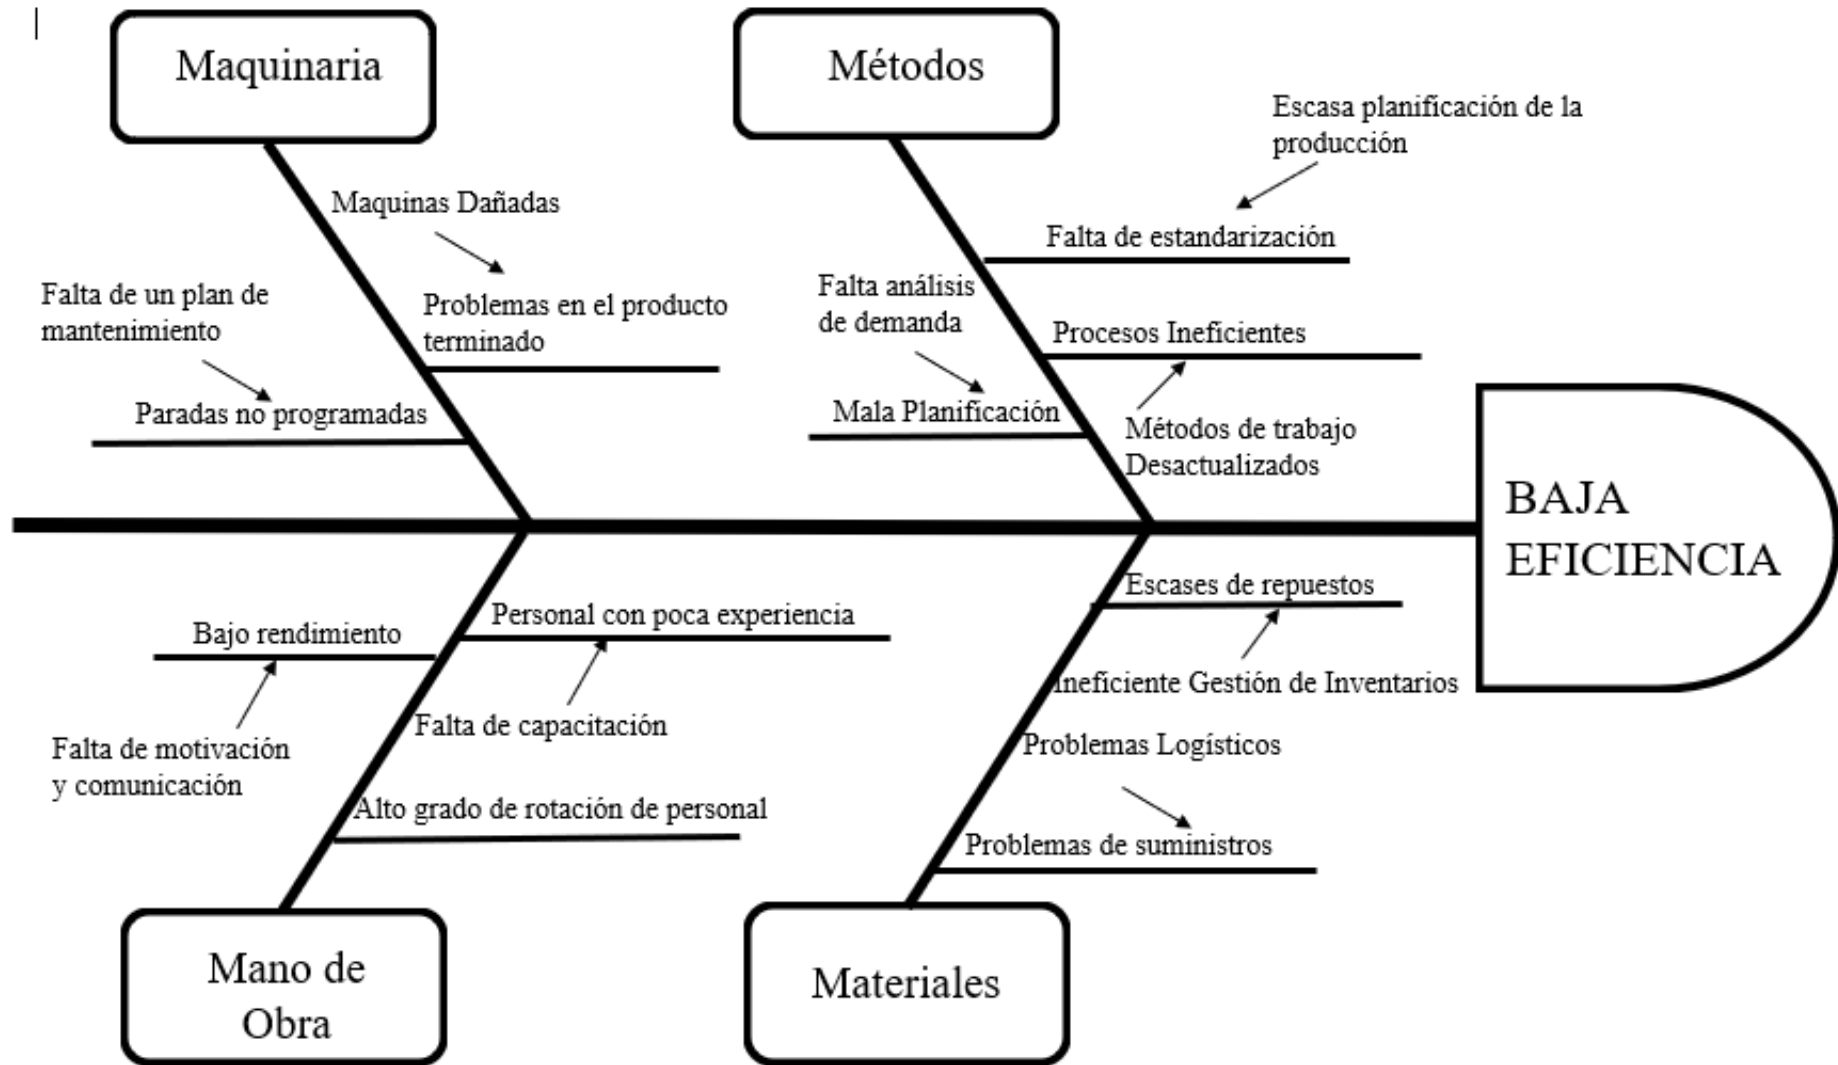 Maquinaria
Métodos
Escasa planificación de la
producción
Maquinas Dañadas
Falta de estandarización
Falta de un plan de
mantenimiento
Problemas en el producto
terminado
Falta análisis
de demanda
Procesos Ineficientes
Paradas no programadas
Mala Planificación
Métodos de trabajo
Desactualizados
BAJA
EFICIENCIA
Bajo rendimiento
Personal con poca experiencia
Escases de repuestos
Falta de motivación
y comunicación
Falta de capacitación
Ineficiente Gestión de Inventarios
Problemas Logísticos
Alto grado de rotación de personal
Problemas de suministros
Mano de
Obra
Materiales